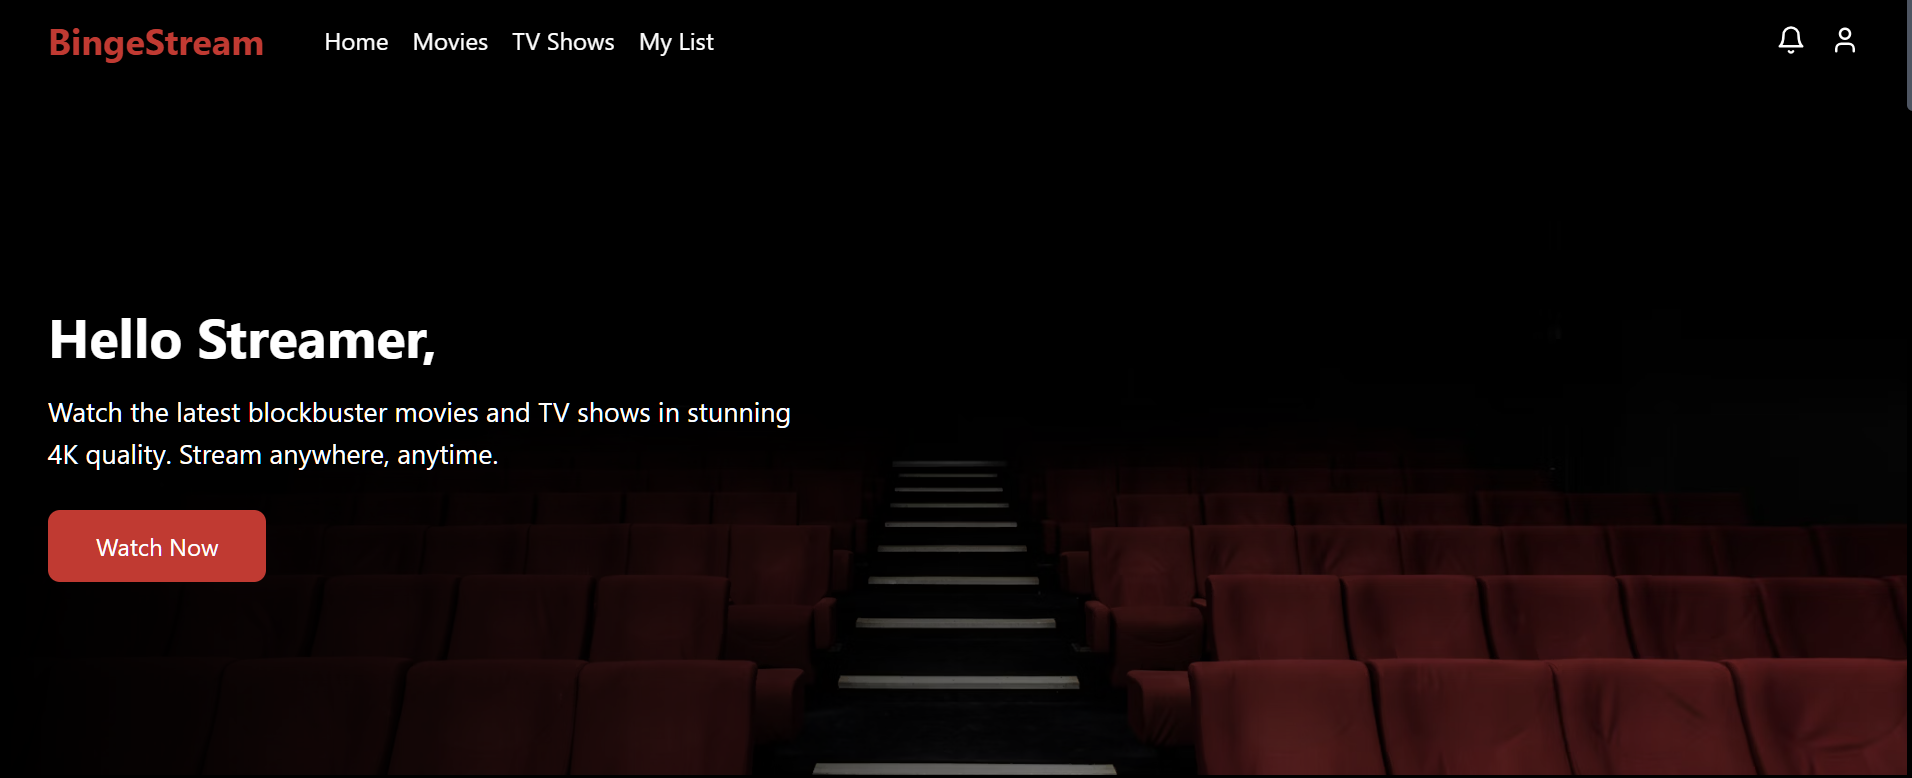 BingeStream
Home Movies TV Shows My List
Hello Streamer,
Watch the latest blockbuster movies and TV shows in stunning
4K quality. Stream anywhere, anytime.
Watch Now